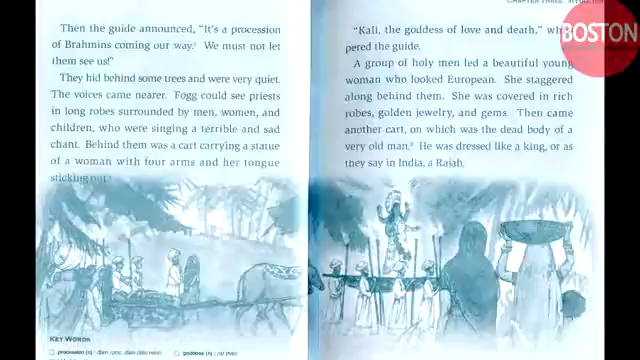 Then the guide announced, "It's a procession
of Brahmins coming our way.¹ We must not let
them see us!"
They hid behind some trees and were very quiet.
The voices came nearer. Fogg could see priests
in long robes surrounded by men, women, and
children, who were singing a terrible and sad
chant. Behind them was a cart carrying a statue
of a woman with four arms and her tongue
sticking out.²
KEY WORDS
procession (n) :
goddess (n) :
CHAPTER THREE
BOSTON
"Kali, the goddess of love and death,"
pered the guide.
A group of holy men led a beautiful young
woman who looked European. She staggered
along behind them. She was covered in rich
robes, golden jewelry, and gems. Then came
another cart, on which was the dead body of a
very old man.³ He was dressed like a king, or as
they say in India, a Rajah.